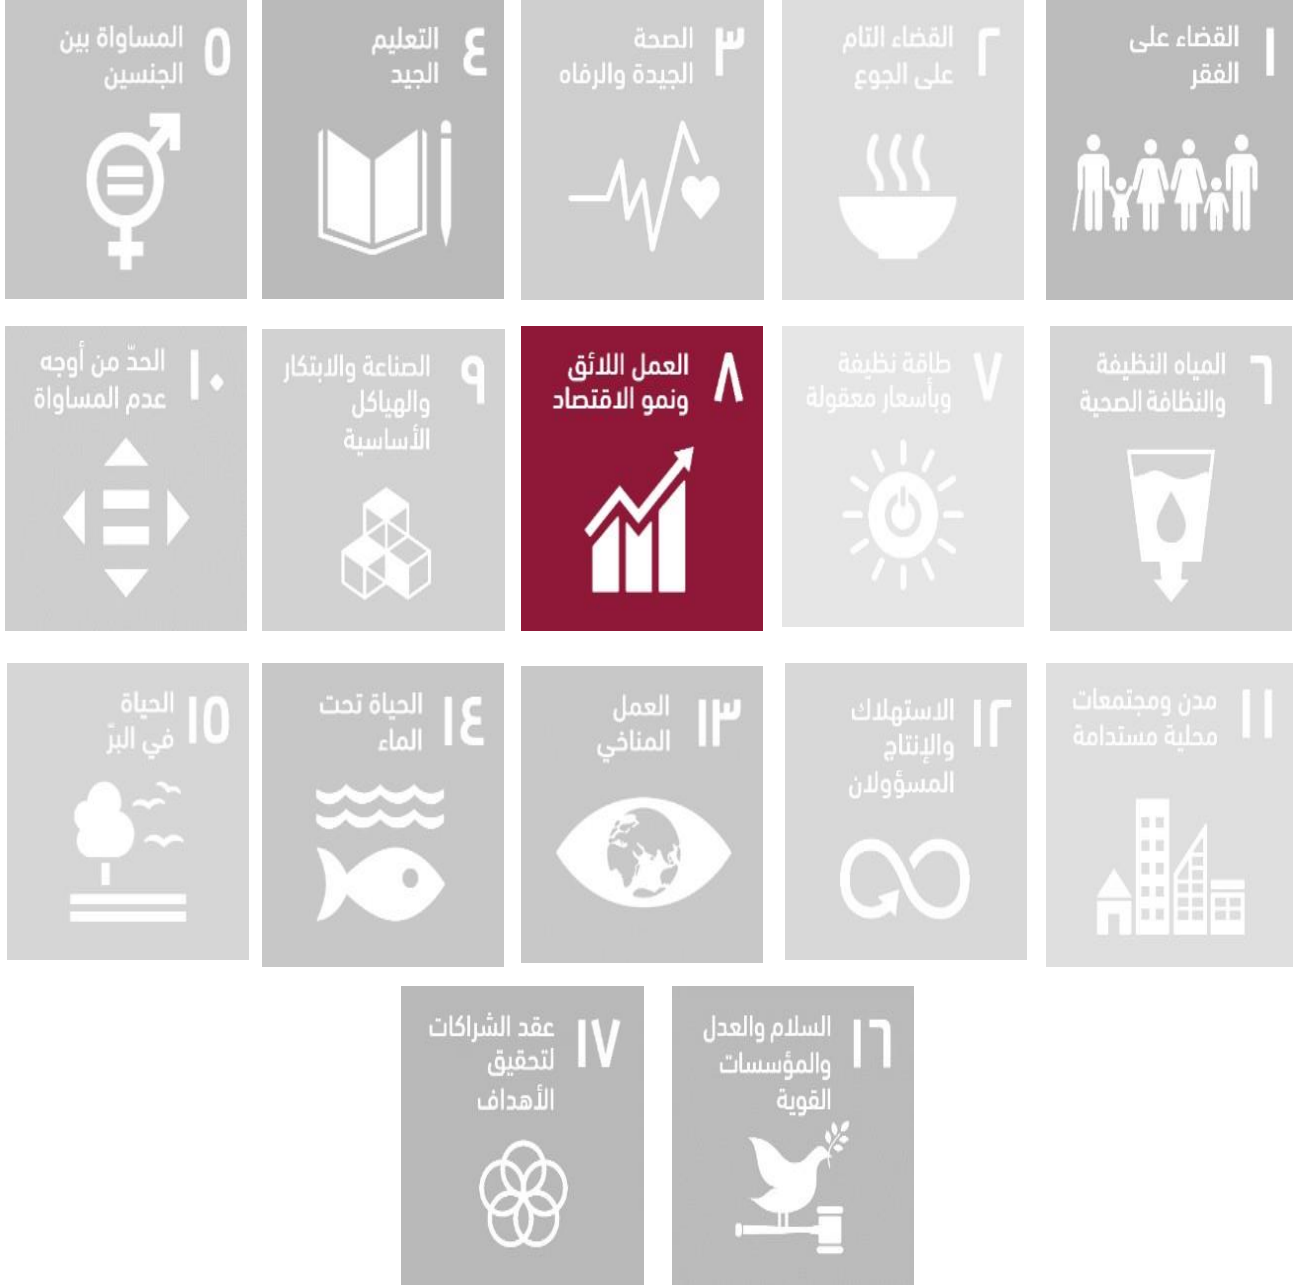 ١
القضاء على
الفقر
٢
القضاء التام
على الجوع
٣
الصحة
الجيدة والرفاه
٤
التعليم
الجيد
٥
المساواة بين
الجنسين
٦
المياه النظيفة
والنظافة الصحية
٧
طاقة نظيفة
وبأسعار معقولة
٨
العمل اللائق
ونمو الاقتصاد
٩
الصناعة والابتكار
والهياكل
الأساسية
١٠
الحدّ من أوجه
عدم المساواة
١١
مدن ومجتمعات
محلية مستدامة
١٢
الاستهلاك
والإنتاج
المسؤولان
١٣
العمل
المناخي
١٤
الحياة تحت
الماء
١٥
الحياة
في البرّ
١٦
السلام والعدل
والمؤسسات
القوية
١٧
عقد الشراكات
لتحقيق
الأهداف